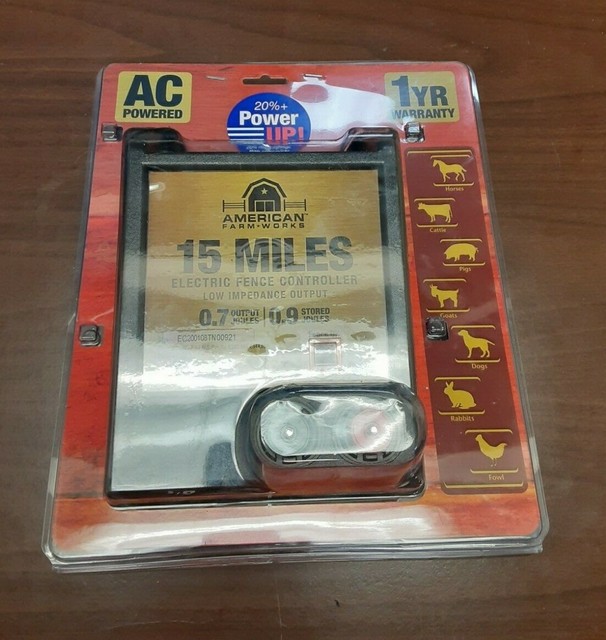 AC
POWERED
20%+
Power
UP!
1YR
WARRANTY
AMERICAN
FARM•WORKS
15 MILES
ELECTRIC FENCE CONTROLLER
LOW IMPEDANCE OUTPUT
0.7 OUTPUT JOULES | 0.9 STORED JOULES
Horses
Cattle
Pigs
Goats
Dogs
Rabbits
Fowl